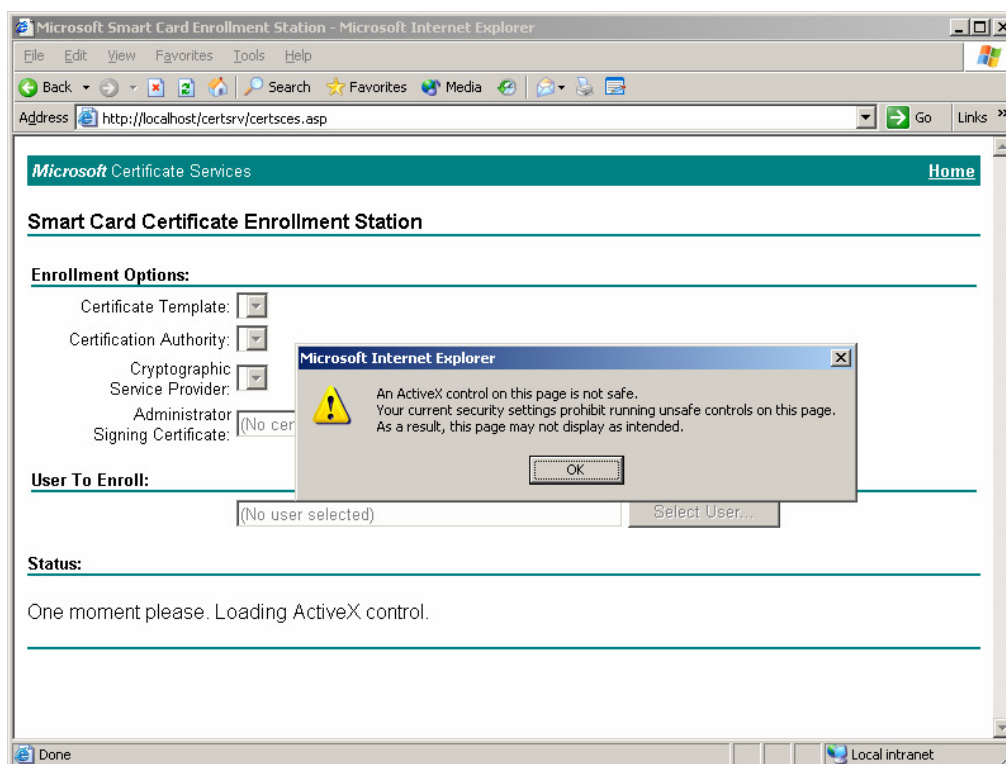 Microsoft Smart Card Enrollment Station - Microsoft Internet Explorer
File Edit View Favorites Tools Help
Back Search Favorites Media
Address http://localhost/certsrv/certsces.asp Go Links »
Microsoft Certificate Services Home
Smart Card Certificate Enrollment Station
Enrollment Options:
Certificate Template:
Certification Authority:
Cryptographic
Service Provider:
Administrator
Signing Certificate:
(No cer
Microsoft Internet Explorer
An ActiveX control on this page is not safe.
Your current security settings prohibit running unsafe controls on this page.
As a result, this page may not display as intended.
OK
User To Enroll:
(No user selected) Select User...
Status:
One moment please. Loading ActiveX control.
Done Local intranet